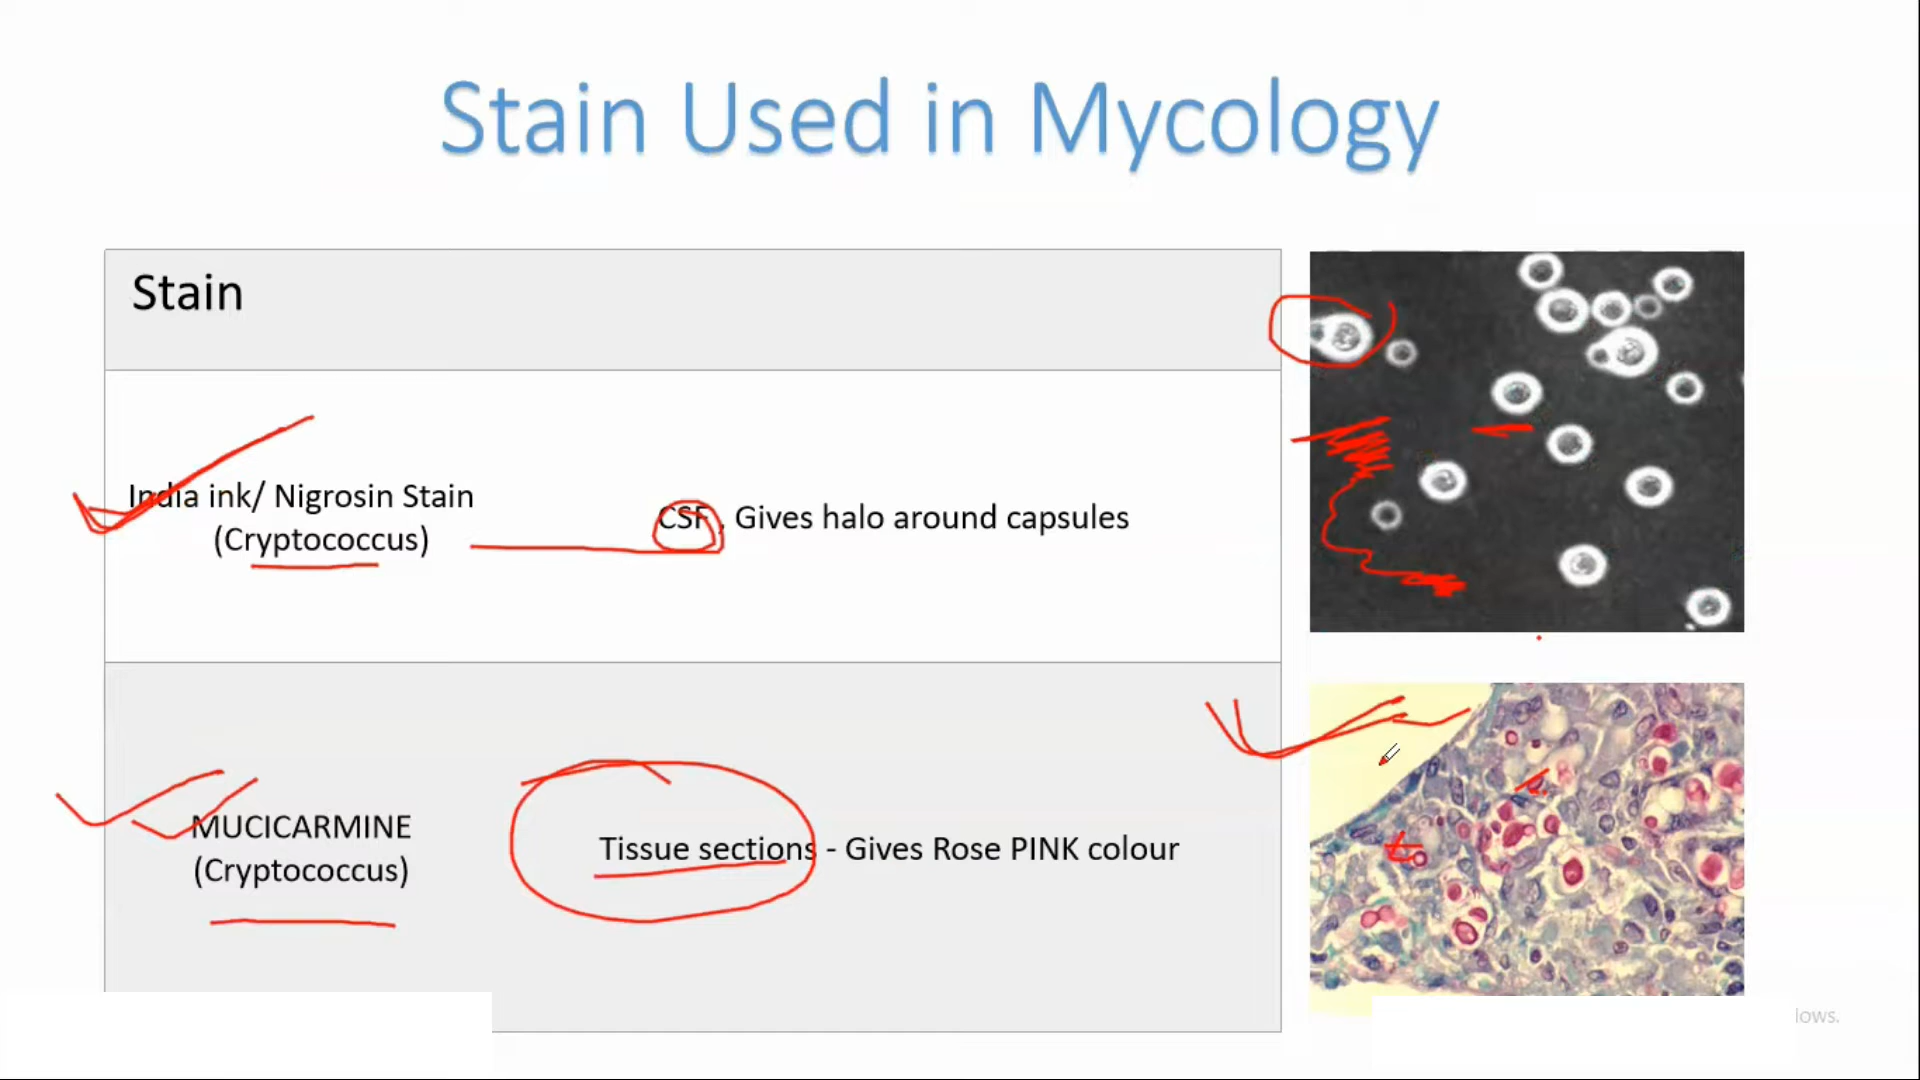 Stain Used in Mycology
Stain
India ink/ Nigrosin Stain
(Cryptococcus)
CSF , Gives halo around capsules
MUCICARMINE
(Cryptococcus)
Tissue sections - Gives Rose PINK colour
lows.